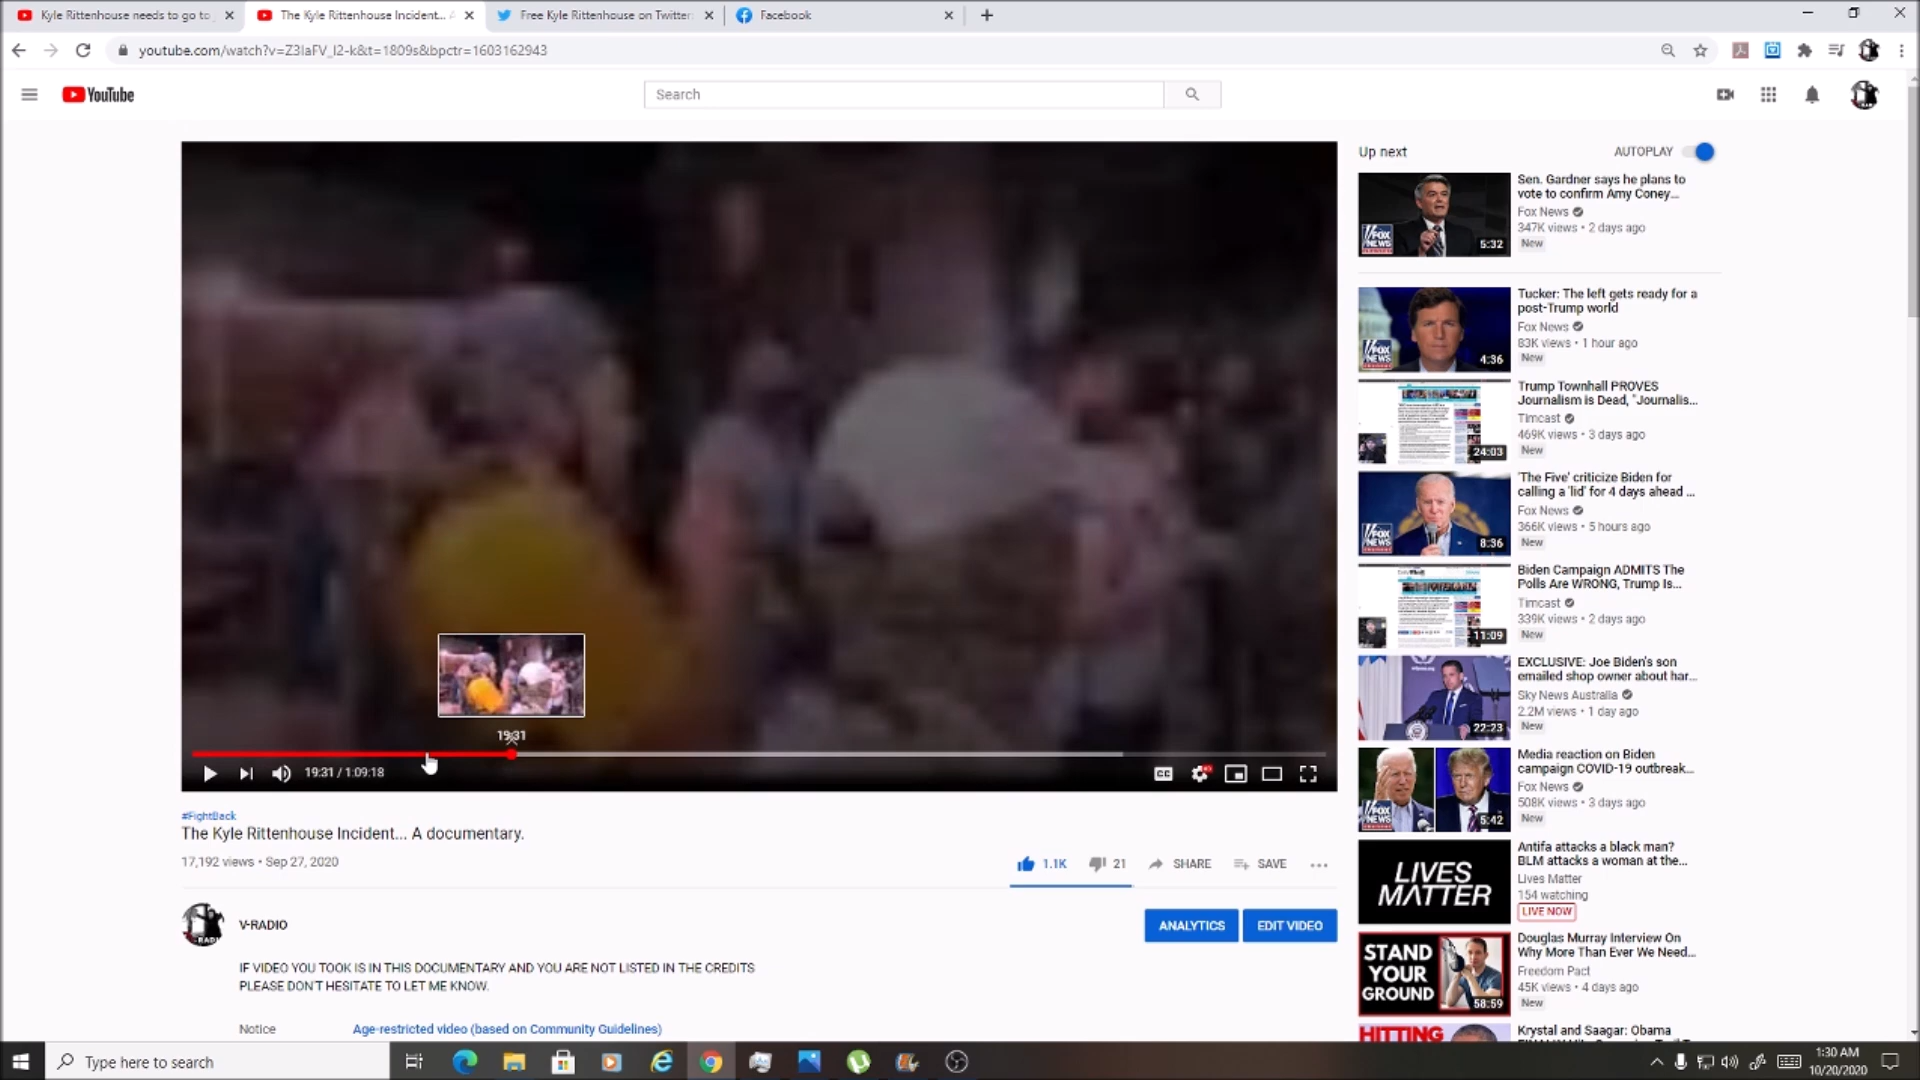 Kyle Rittenhouse needs to go to
The Kyle Rittenhouse Incident...
Free Kyle Rittenhouse on Twitter
Facebook
youtube.com/watch?v=Z3IaFV_I2-k&t=1809s&bpctr=1603162943
YouTube
Search
19:31
19:31 / 1:09:18
CC
#FightBack
The Kyle Rittenhouse Incident... A documentary.
17,192 views • Sep 27, 2020
1.1K
21
SHARE
SAVE
V-RADIO
ANALYTICS
EDIT VIDEO
IF VIDEO YOU TOOK IS IN THIS DOCUMENTARY AND YOU ARE NOT LISTED IN THE CREDITS
PLEASE DON'T HESITATE TO LET ME KNOW.
Notice
Age-restricted video (based on Community Guidelines)
Up next
AUTOPLAY
5:32
Sen. Gardner says he plans to
vote to confirm Amy Coney...
Fox News
347K views • 2 days ago
New
4:36
Tucker: The left gets ready for a
post-Trump world
Fox News
83K views • 1 hour ago
New
24:03
Trump Townhall PROVES
Journalism is Dead, "Journalis...
Timcast
469K views • 3 days ago
New
8:36
'The Five' criticize Biden for
calling a 'lid' for 4 days ahead ...
Fox News
366K views • 5 hours ago
New
11:09
Biden Campaign ADMITS The
Polls Are WRONG, Trump Is...
Timcast
339K views • 2 days ago
New
22:23
EXCLUSIVE: Joe Biden's son
emailed shop owner about har...
Sky News Australia
2.2M views • 1 day ago
New
5:42
Media reaction on Biden
campaign COVID-19 outbreak...
Fox News
508K views • 3 days ago
New
LIVES
MATTER
Antifa attacks a black man?
BLM attacks a woman at the...
Lives Matter
154 watching
LIVE NOW
STAND
YOUR
GROUND
58:59
Douglas Murray Interview On
Why More Than Ever We Need...
Freedom Pact
45K views • 4 days ago
New
HITTING
Krystal and Saagar: Obama
Type here to search
1:30 AM
10/20/2020